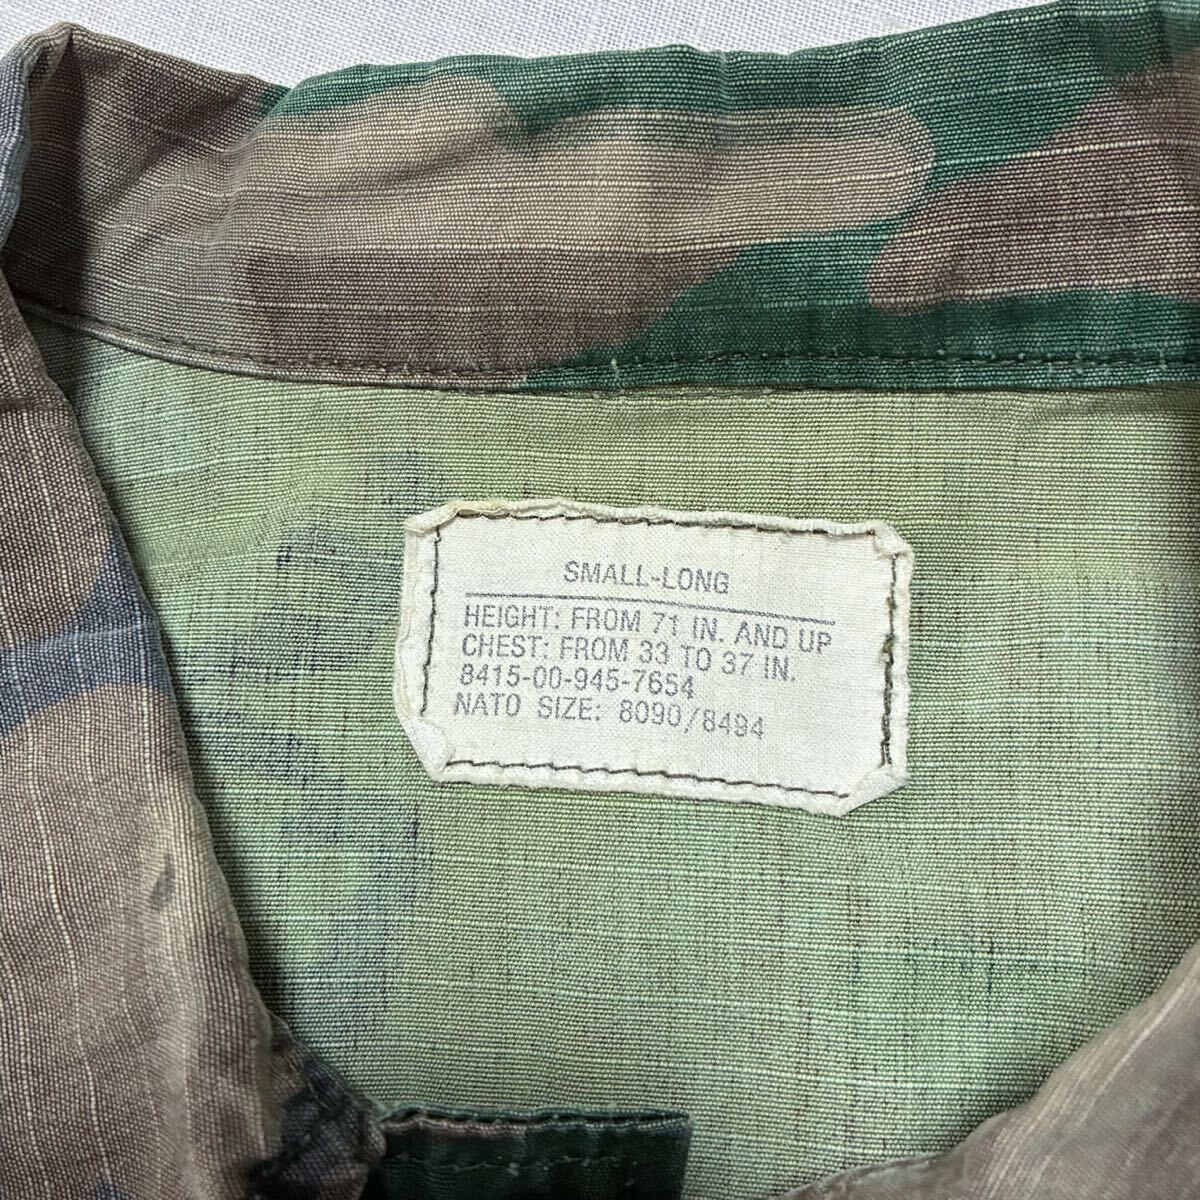 SMALL-LONG
HEIGHT: FROM 71 IN. AND UP
CHEST: FROM 33 TO 37 IN.
8415-00-945-7654
NATO SIZE: 8090/8494